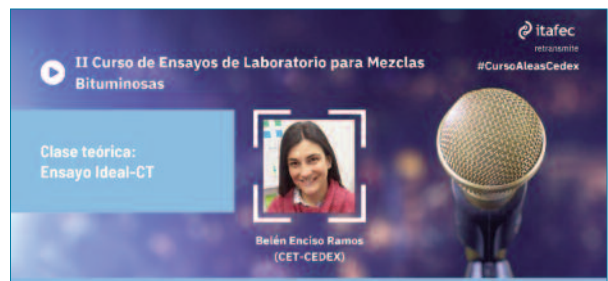 itafec
retransmite
#CursoAleasCedex
II Curso de Ensayos de Laboratorio para Mezclas
Bituminosas
Clase teórica:
Ensayo Ideal-CT
Belén Enciso Ramos
(CET-CEDEX)